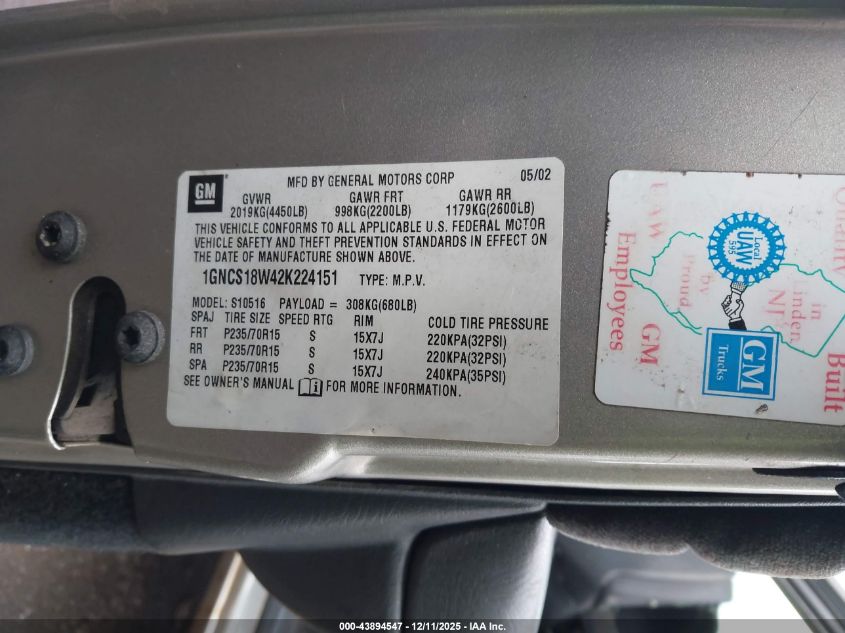 GM
MFD BY GENERAL MOTORS CORP 05/02
GVWR GAWR FRT GAWR RR
2019KG(4450LB) 998KG(2200LB) 1179KG(2600LB)
THIS VEHICLE CONFORMS TO ALL APPLICABLE U.S. FEDERAL MOTOR
VEHICLE SAFETY AND THEFT PREVENTION STANDARDS IN EFFECT ON
THE DATE OF MANUFACTURE SHOWN ABOVE.
1GNCS18W42K224151 TYPE: M.P.V.
MODEL: S10516 PAYLOAD = 308KG(680LB)
SPAJ TIRE SIZE SPEED RTG RIM COLD TIRE PRESSURE
FRT P235/70R15 S 15X7J 220KPA(32PSI)
RR P235/70R15 S 15X7J 220KPA(32PSI)
SPA P235/70R15 S 15X7J 240KPA(35PSI)
SEE OWNER'S MANUAL i FOR MORE INFORMATION.
Quality
Built
in
Linden,
NJ
by
Proud
UAW
GM
Employees
Local
UAW
595
GM
Trucks
000-43894547 - 12/11/2025 - IAA Inc.